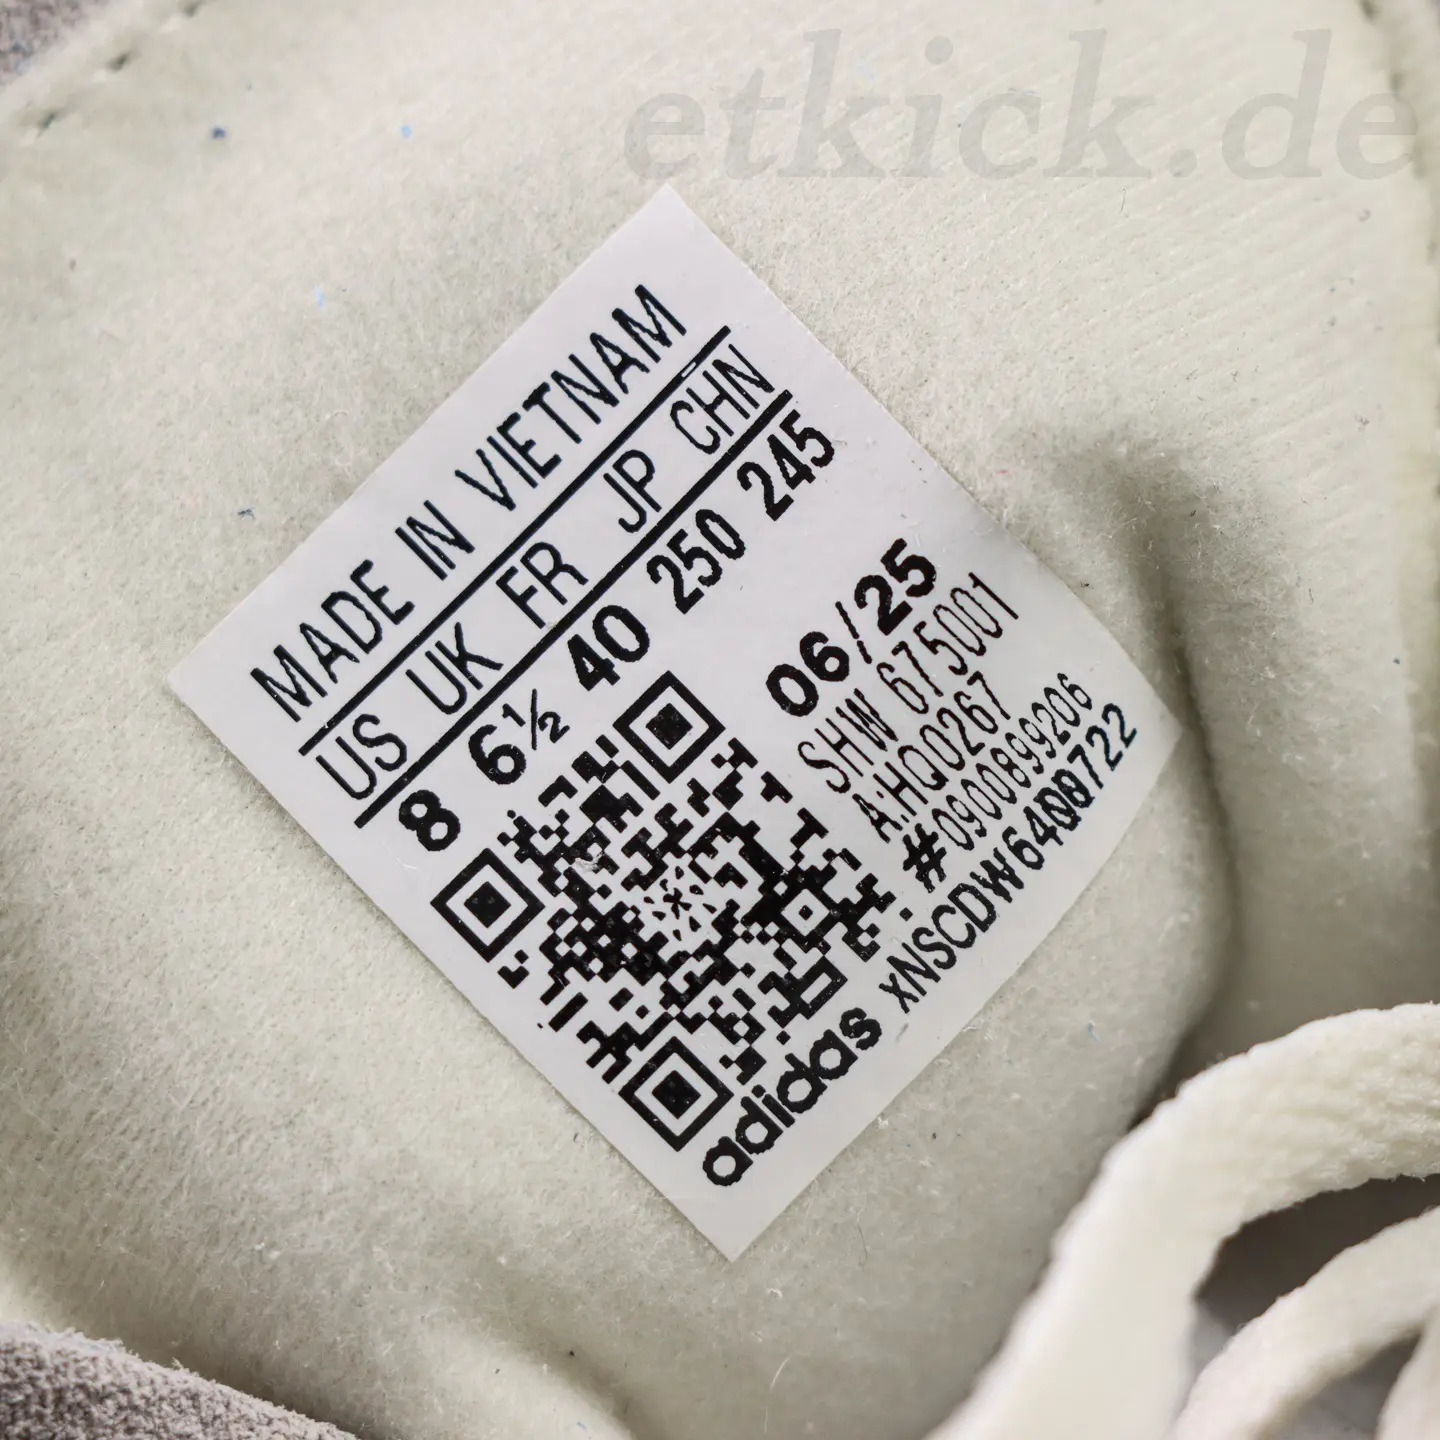 etkick.de
MADE IN VIETNAM
US UK FR JP CHN
8 6½ 40 250 245
06/25
SHW 675001
A:HQ0267
#0900899206
adidas xNSCDW6400722